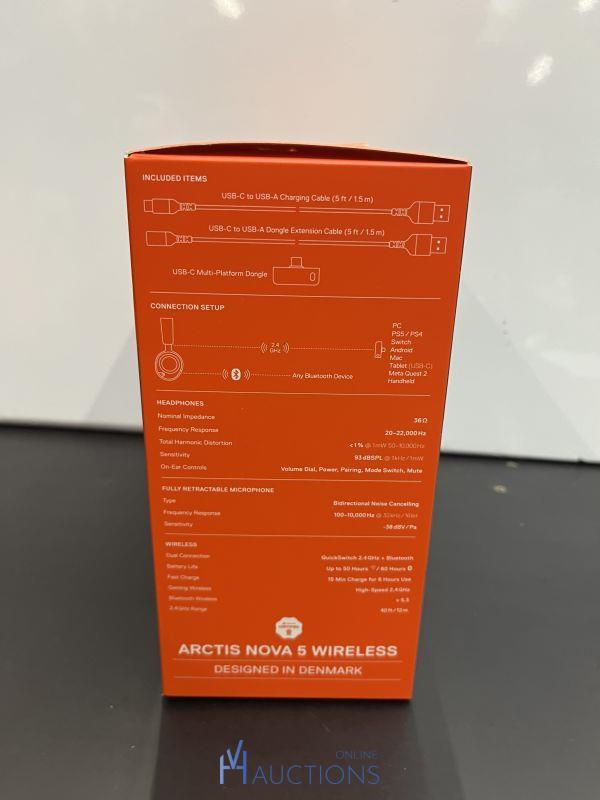 INCLUDED ITEMS
USB-C to USB-A Charging Cable (5 ft / 1.5 m)
USB-C to USB-A Dongle Extension Cable (5 ft / 1.5 m)
USB-C Multi-Platform Dongle
CONNECTION SETUP
2.4 GHz
PC
PS5 / PS4
Switch
Android
Mac
Tablet (USB-C)
Meta Quest 2
Handheld
Any Bluetooth Device
HEADPHONES
Nominal Impedance 36 Ω
Frequency Response 20–22,000 Hz
Total Harmonic Distortion < 1 % @ 1mW 50-10,000Hz
Sensitivity 93 dBSPL @ 1kHz / 1mW
On-Ear Controls Volume Dial, Power, Pairing, Mode Switch, Mute
FULLY RETRACTABLE MICROPHONE
Type Bidirectional Noise Cancelling
Frequency Response 100–10,000 Hz @ 32kHz / 16bit
Sensitivity -38 dBV / Pa
WIRELESS
Dual Connection QuickSwitch 2.4GHz + Bluetooth
Battery Life Up to 50 Hours / 60 Hours
Fast Charge 15 Min Charge for 6 Hours Use
Gaming Wireless High-Speed 2.4GHz
Bluetooth Wireless v 5.3
2.4GHz Range 40 ft / 12 m
ARCTIS NOVA 5 WIRELESS
DESIGNED IN DENMARK
H4 ONLINE
AUCTIONS